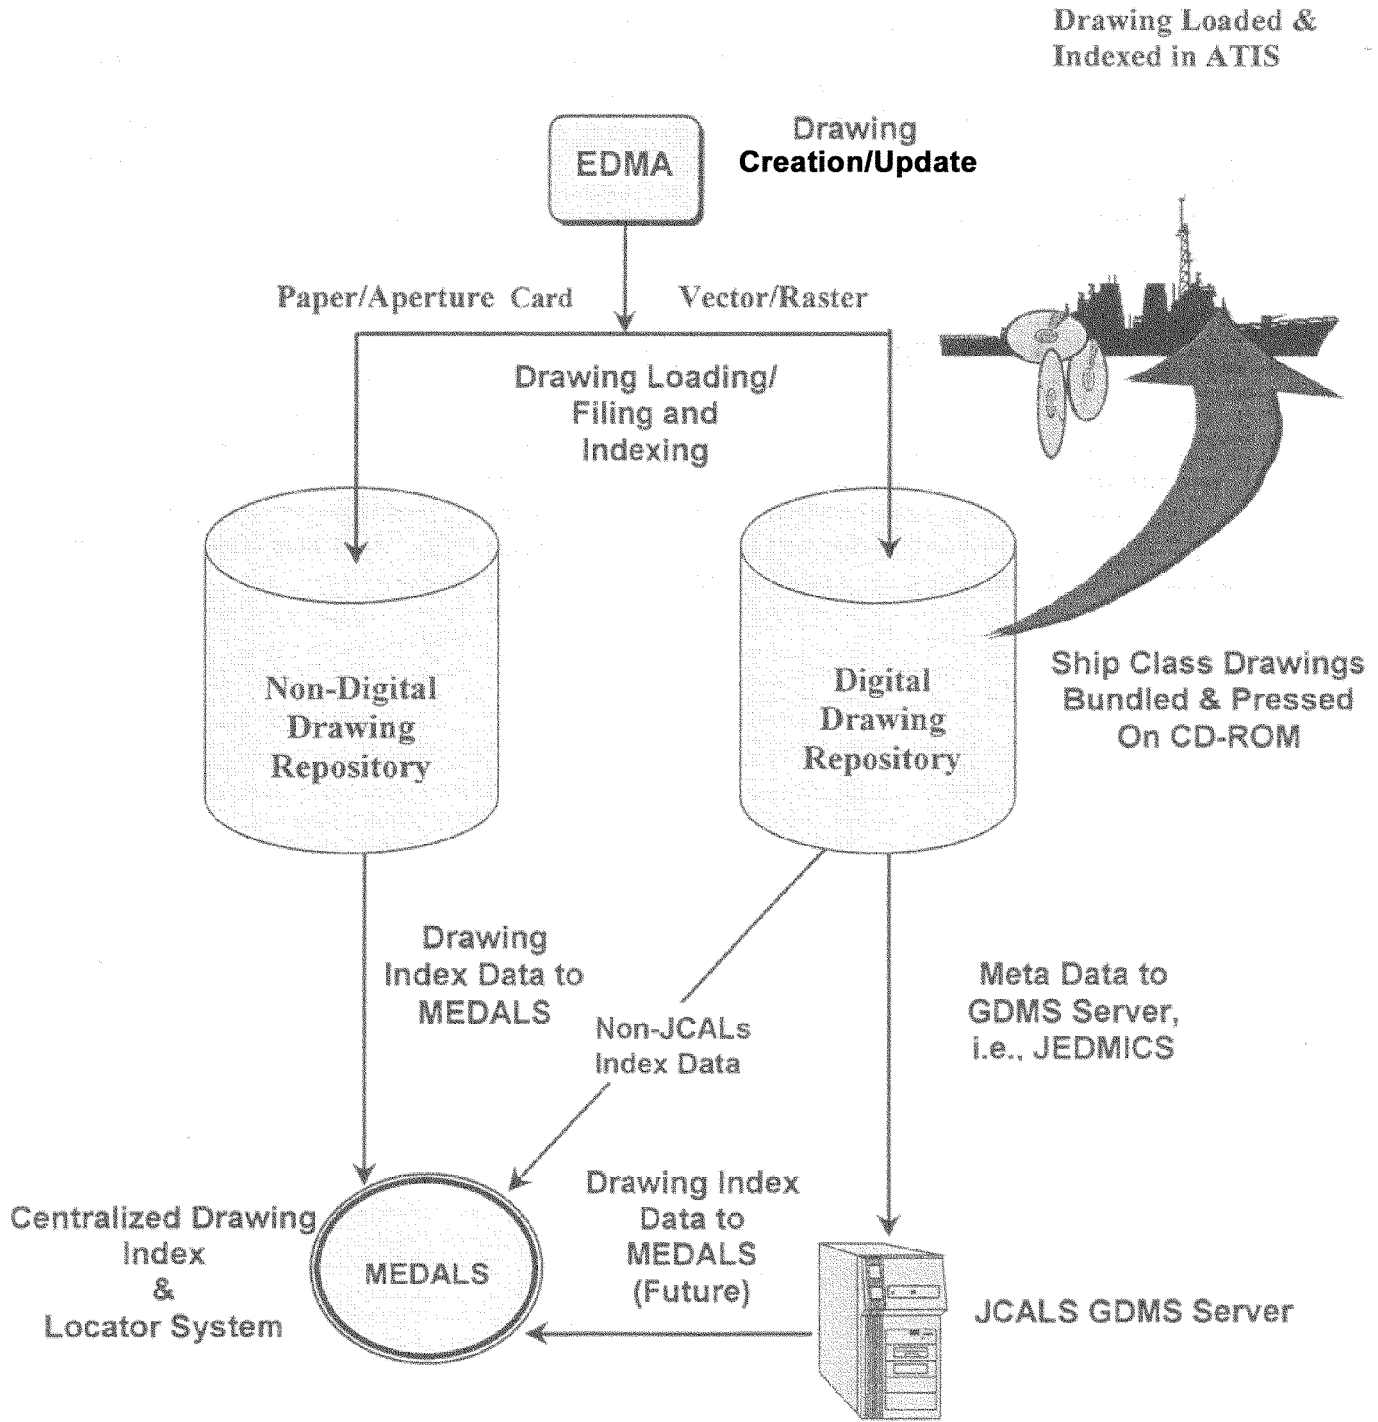 Drawing Loaded &
Indexed in ATIS
EDMA
Drawing
Creation/Update
Paper/Aperture Card
Vector/Raster
Drawing Loading/
Filing and
Indexing
Non-Digital
Drawing
Repository
Digital
Drawing
Repository
Ship Class Drawings
Bundled & Pressed
On CD-ROM
Drawing
Index Data to
MEDALS
Non-JCALs
Index Data
Meta Data to
GDMS Server,
i.e., JEDMICS
Centralized Drawing
Index
&
Locator System
MEDALS
Drawing Index
Data to
MEDALS
(Future)
JCALS GDMS Server